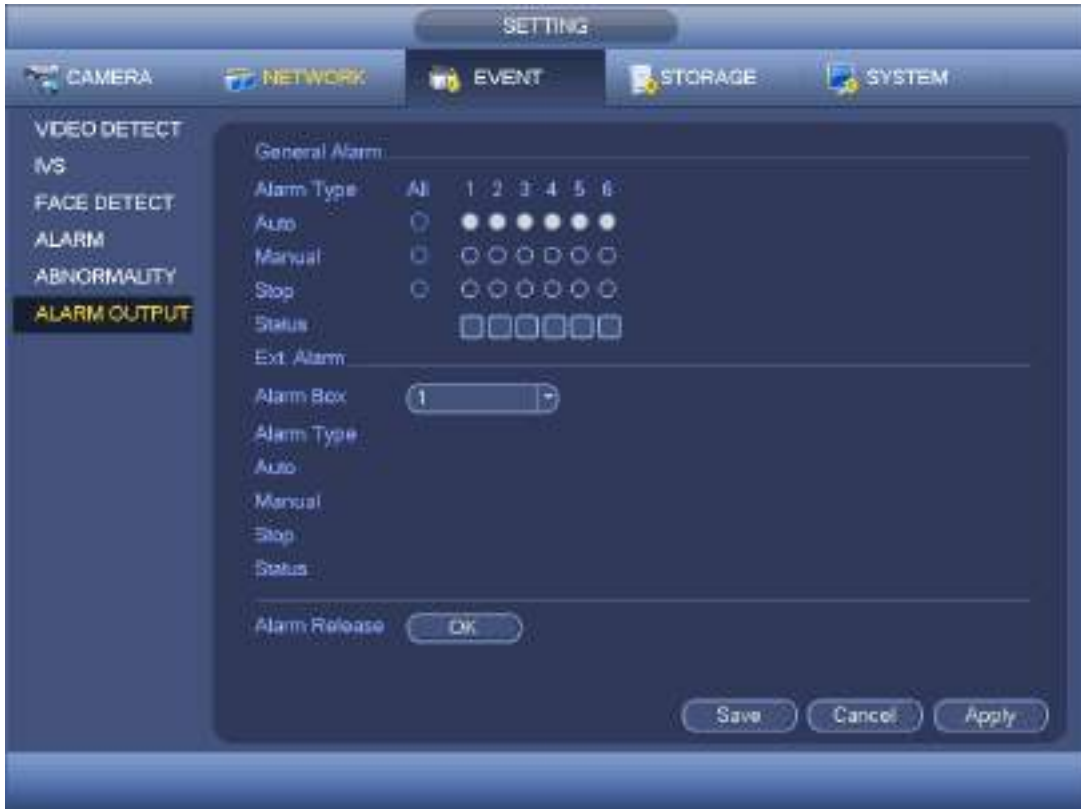 SETTING
CAMERA NETWORK EVENT STORAGE SYSTEM
VIDEO DETECT
IVS
FACE DETECT
ALARM
ABNORMALITY
ALARM OUTPUT
General Alarm
Alarm Type All 1 2 3 4 5 6
Auto
Manual
Stop
Status
Ext. Alarm
Alarm Box 1
Alarm Type
Auto
Manual
Stop
Status
Alarm Release OK
Save Cancel Apply